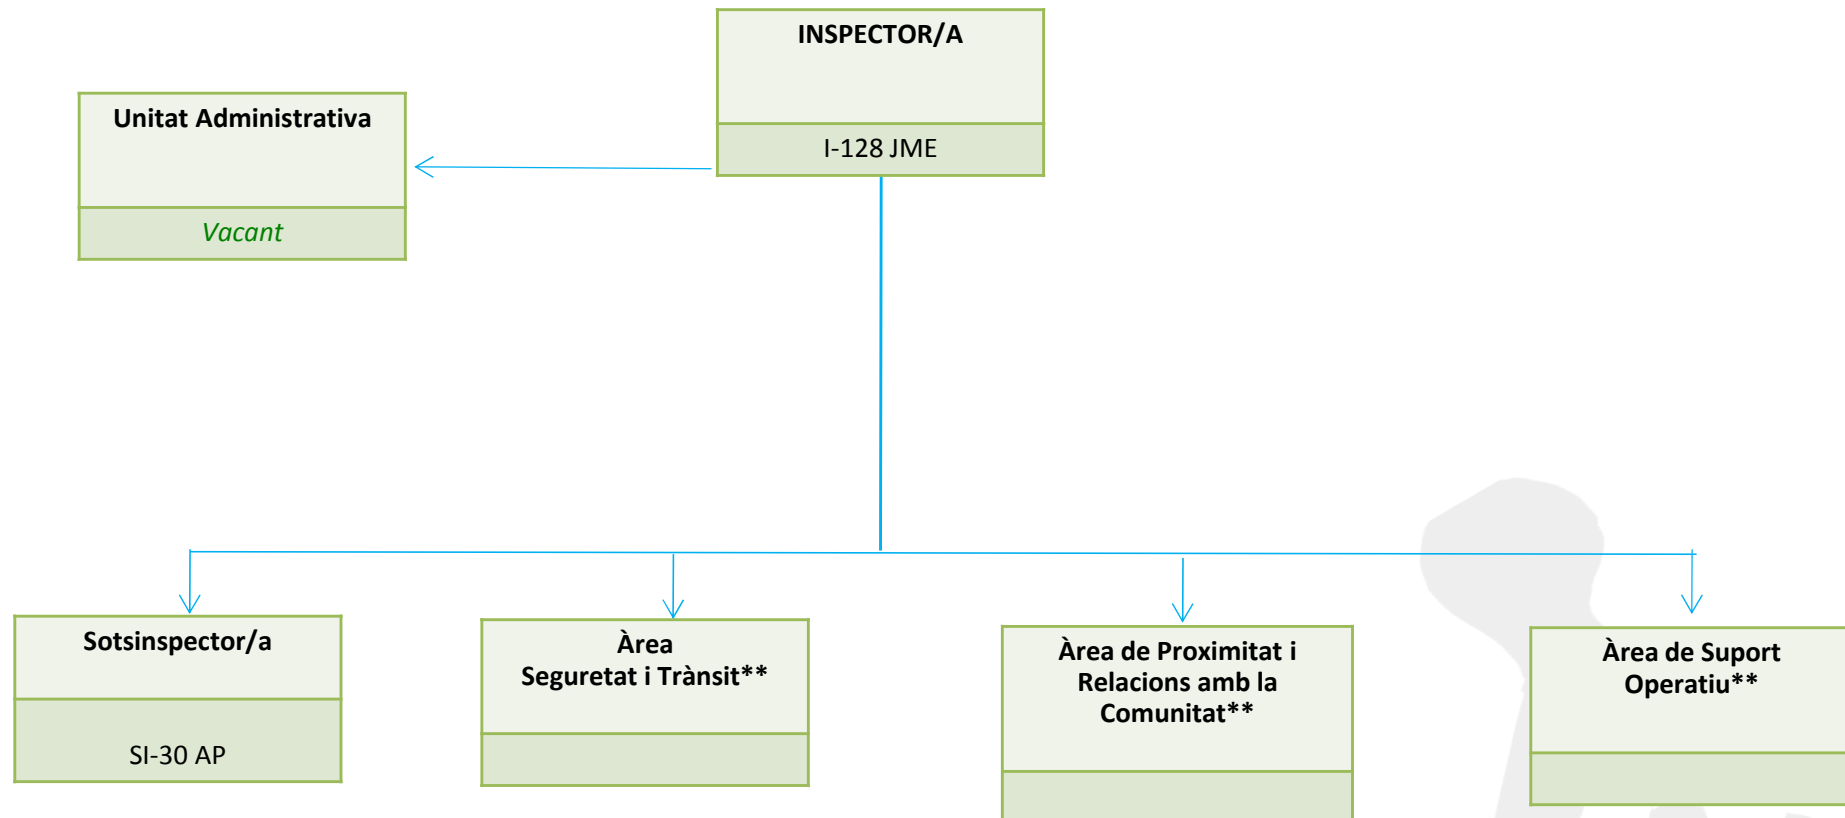 INSPECTOR/A
I-128 JME
Unitat Administrativa
Vacant
Sotsinspector/a
SI-30 AP
Àrea
Seguretat i Trànsit**
Àrea de Proximitat i
Relacions amb la
Comunitat**
Àrea de Suport
Operatiu**